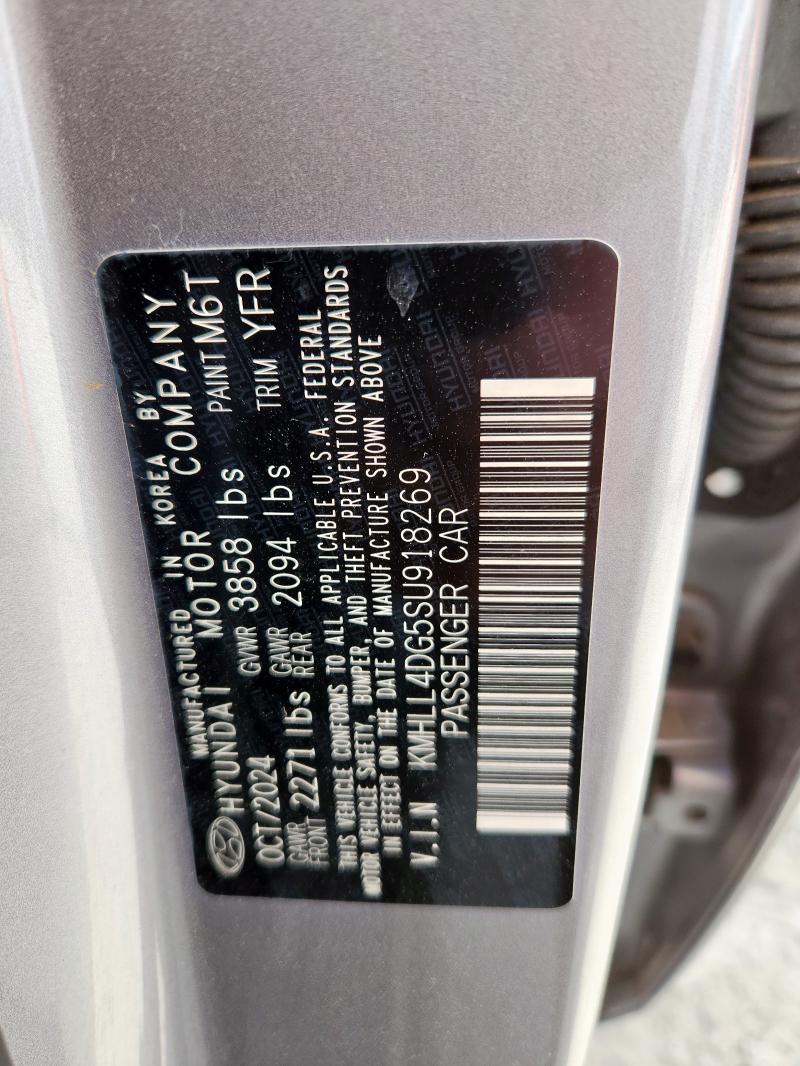 MANUFACTURED IN KOREA BY
HYUNDAI MOTOR COMPANY
OCT/2024 GVWR 3858 lbs PAINT M6T
GAWR FRONT 2271 lbs GAWR REAR 2094 lbs TRIM YFR
THIS VEHICLE CONFORMS TO ALL APPLICABLE U.S.A. FEDERAL
MOTOR VEHICLE SAFETY, BUMPER, AND THEFT PREVENTION STANDARDS
IN EFFECT ON THE DATE OF MANUFACTURE SHOWN ABOVE
V.I.N KMHLL4DG5SU918269
PASSENGER CAR
HYUNDAI